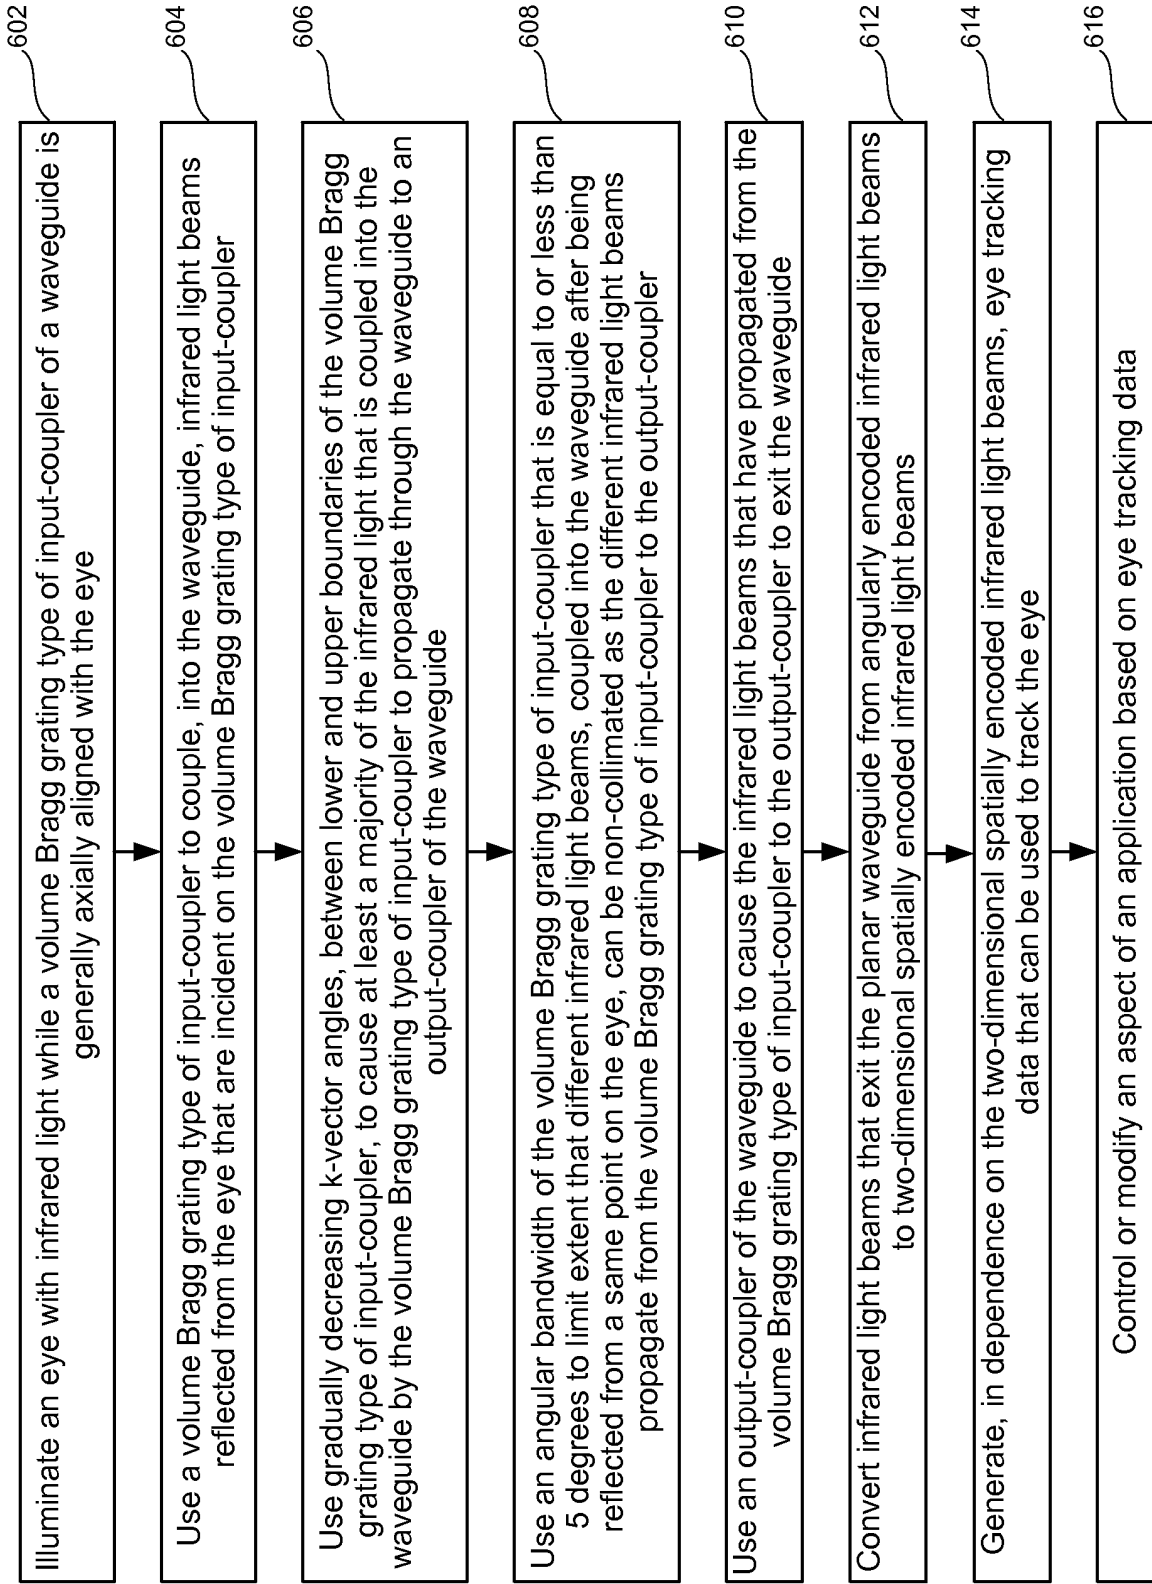 602
Illuminate an eye with infrared light while a volume Bragg grating type of input-coupler of a waveguide is
generally axially aligned with the eye
604
Use a volume Bragg grating type of input-coupler to couple, into the waveguide, infrared light beams
reflected from the eye that are incident on the volume Bragg grating type of input-coupler
606
Use gradually decreasing k-vector angles, between lower and upper boundaries of the volume Bragg
grating type of input-coupler, to cause at least a majority of the infrared light that is coupled into the
waveguide by the volume Bragg grating type of input-coupler to propagate through the waveguide to an
output-coupler of the waveguide
608
Use an angular bandwidth of the volume Bragg grating type of input-coupler that is equal to or less than
5 degrees to limit extent that different infrared light beams, coupled into the waveguide after being
reflected from a same point on the eye, can be non-collimated as the different infrared light beams
propagate from the volume Bragg grating type of input-coupler to the output-coupler
610
Use an output-coupler of the waveguide to cause the infrared light beams that have propagated from the
volume Bragg grating type of input-coupler to the output-coupler to exit the waveguide
612
Convert infrared light beams that exit the planar waveguide from angularly encoded infrared light beams
to two-dimensional spatially encoded infrared light beams
614
Generate, in dependence on the two-dimensional spatially encoded infrared light beams, eye tracking
data that can be used to track the eye
616
Control or modify an aspect of an application based on eye tracking data